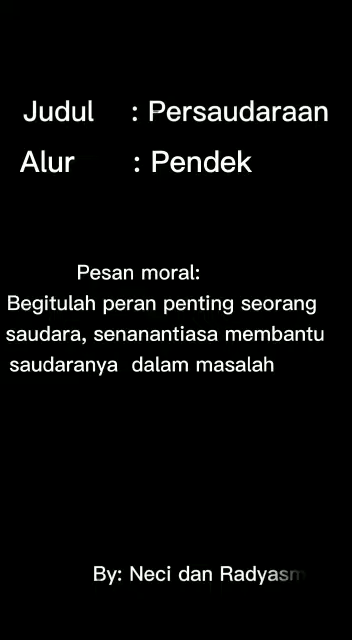 Judul : Persaudaraan
Alur : Pendek
Pesan moral:
Begitulah peran penting seorang
saudara, senanantiasa membantu
saudaranya dalam masalah
By: Neci dan Radyasm